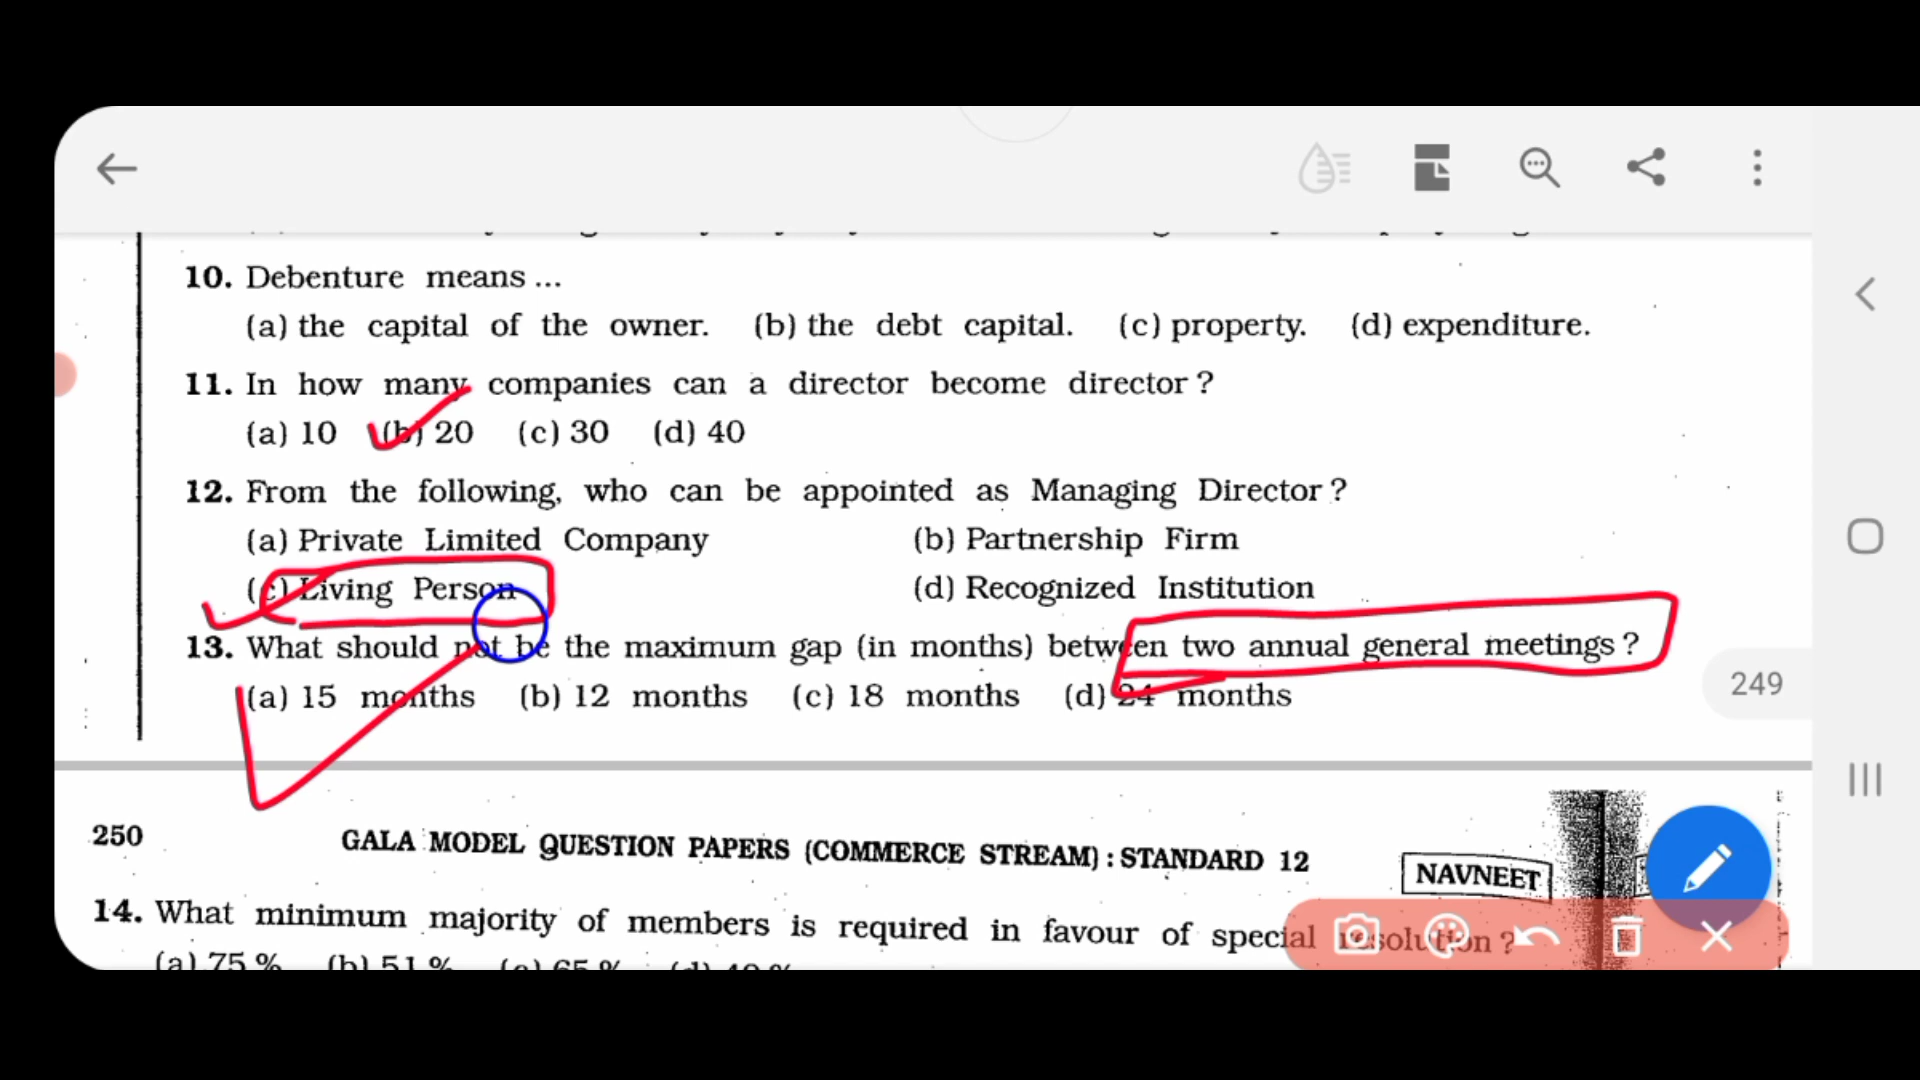 10. Debenture means ...
(a) the capital of the owner. (b) the debt capital. (c) property. (d) expenditure.
11. In how many companies can a director become director ?
(a) 10 (b) 20 (c) 30 (d) 40
12. From the following, who can be appointed as Managing Director ?
(a) Private Limited Company (b) Partnership Firm
(c) Living Person (d) Recognized Institution
13. What should not be the maximum gap (in months) between two annual general meetings ?
(a) 15 months (b) 12 months (c) 18 months (d) 24 months
249
250 GALA MODEL QUESTION PAPERS (COMMERCE STREAM) : STANDARD 12
NAVNEET
14. What minimum majority of members is required in favour of special resolution ?
(a) 75 % (b) 51 % (c) 65 %